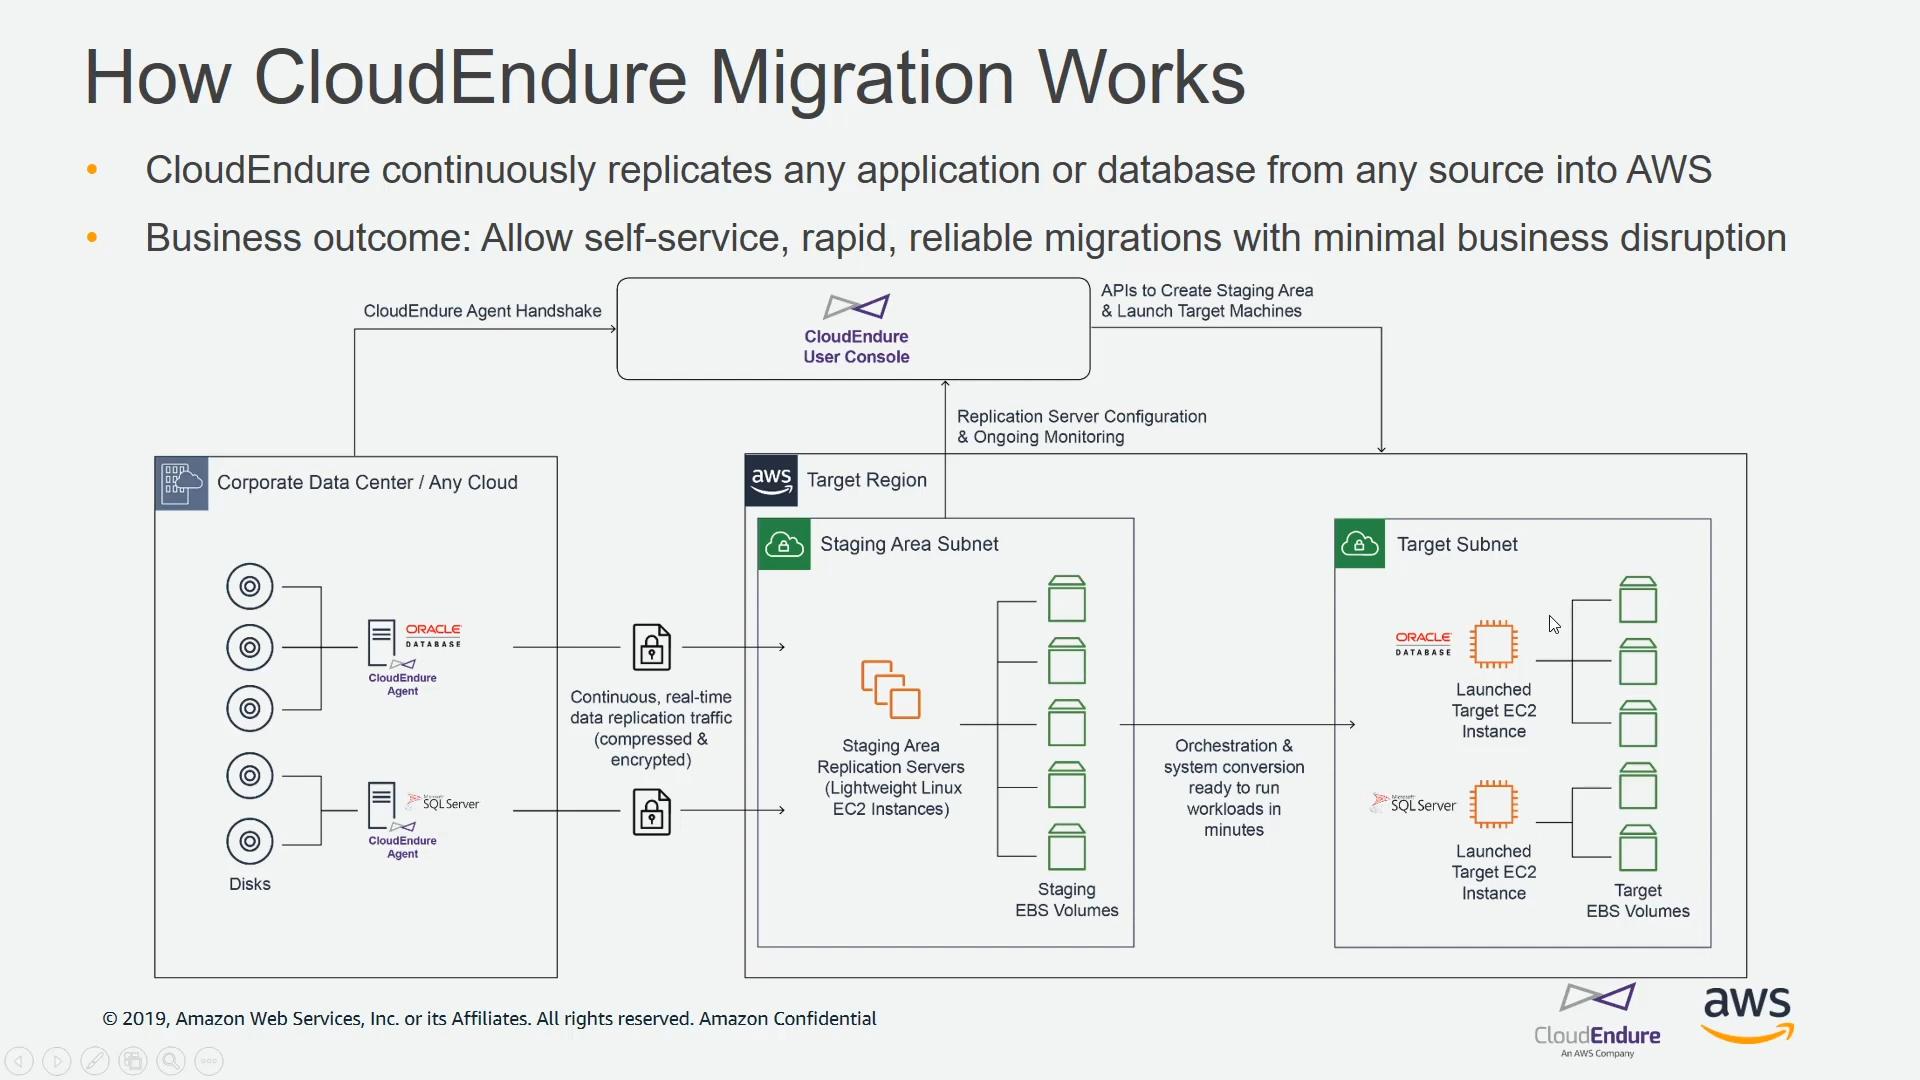 How CloudEndure Migration Works
• CloudEndure continuously replicates any application or database from any source into AWS
• Business outcome: Allow self-service, rapid, reliable migrations with minimal business disruption
CloudEndure Agent Handshake
CloudEndure
User Console
APIs to Create Staging Area
& Launch Target Machines
Replication Server Configuration
& Ongoing Monitoring
Corporate Data Center / Any Cloud
ORACLE
DATABASE
CloudEndure
Agent
Microsoft
SQL Server
CloudEndure
Agent
Disks
Continuous, real-time
data replication traffic
(compressed &
encrypted)
aws
Target Region
Staging Area Subnet
Staging Area
Replication Servers
(Lightweight Linux
EC2 Instances)
Staging
EBS Volumes
Orchestration &
system conversion
ready to run
workloads in
minutes
Target Subnet
ORACLE
DATABASE
Launched
Target EC2
Instance
Microsoft
SQL Server
Launched
Target EC2
Instance
Target
EBS Volumes
© 2019, Amazon Web Services, Inc. or its Affiliates. All rights reserved. Amazon Confidential
CloudEndure
An AWS Company
aws